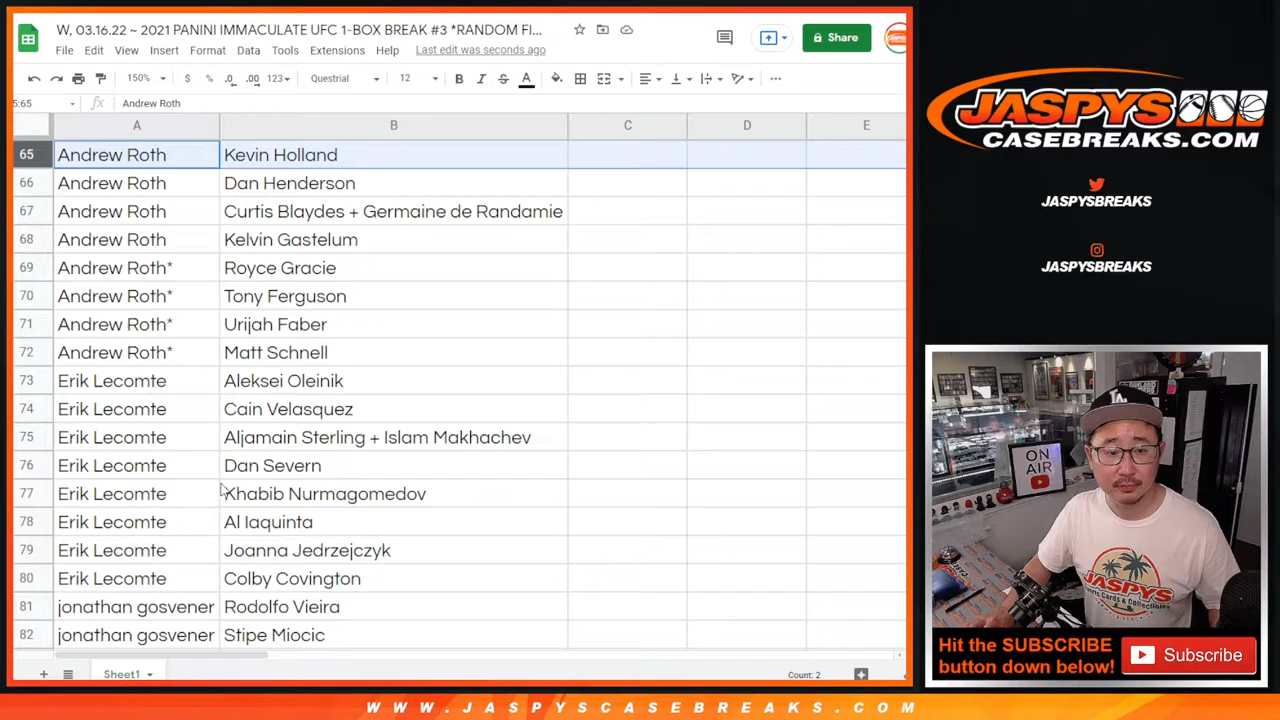 W, 03.16.22 ~ 2021 PANINI IMMACULATE UFC 1-BOX BREAK #3 *RANDOM FI...
File Edit View Insert Format Data Tools Extensions Help Last edit was seconds ago
Share
150% $ % .0 .00 123 Questrial 12 B I S A
5:65 fx Andrew Roth
A B C D E
65 Andrew Roth Kevin Holland
66 Andrew Roth Dan Henderson
67 Andrew Roth Curtis Blaydes + Germaine de Randamie
68 Andrew Roth Kelvin Gastelum
69 Andrew Roth* Royce Gracie
70 Andrew Roth* Tony Ferguson
71 Andrew Roth* Urijah Faber
72 Andrew Roth* Matt Schnell
73 Erik Lecomte Aleksei Oleinik
74 Erik Lecomte Cain Velasquez
75 Erik Lecomte Aljamain Sterling + Islam Makhachev
76 Erik Lecomte Dan Severn
77 Erik Lecomte Khabib Nurmagomedov
78 Erik Lecomte Al Iaquinta
79 Erik Lecomte Joanna Jedrzejczyk
80 Erik Lecomte Colby Covington
81 jonathan gosvener Rodolfo Vieira
82 jonathan gosvener Stipe Miocic
Sheet1
Count: 2
JASPYS
CASEBREAKS.COM
JASPYSBREAKS
JASPYSBREAKS
ON
AIR
LA
JASPYS
Hit the SUBSCRIBE
button down below!
Subscribe
WWW.JASPYSCASEBREAKS.COM